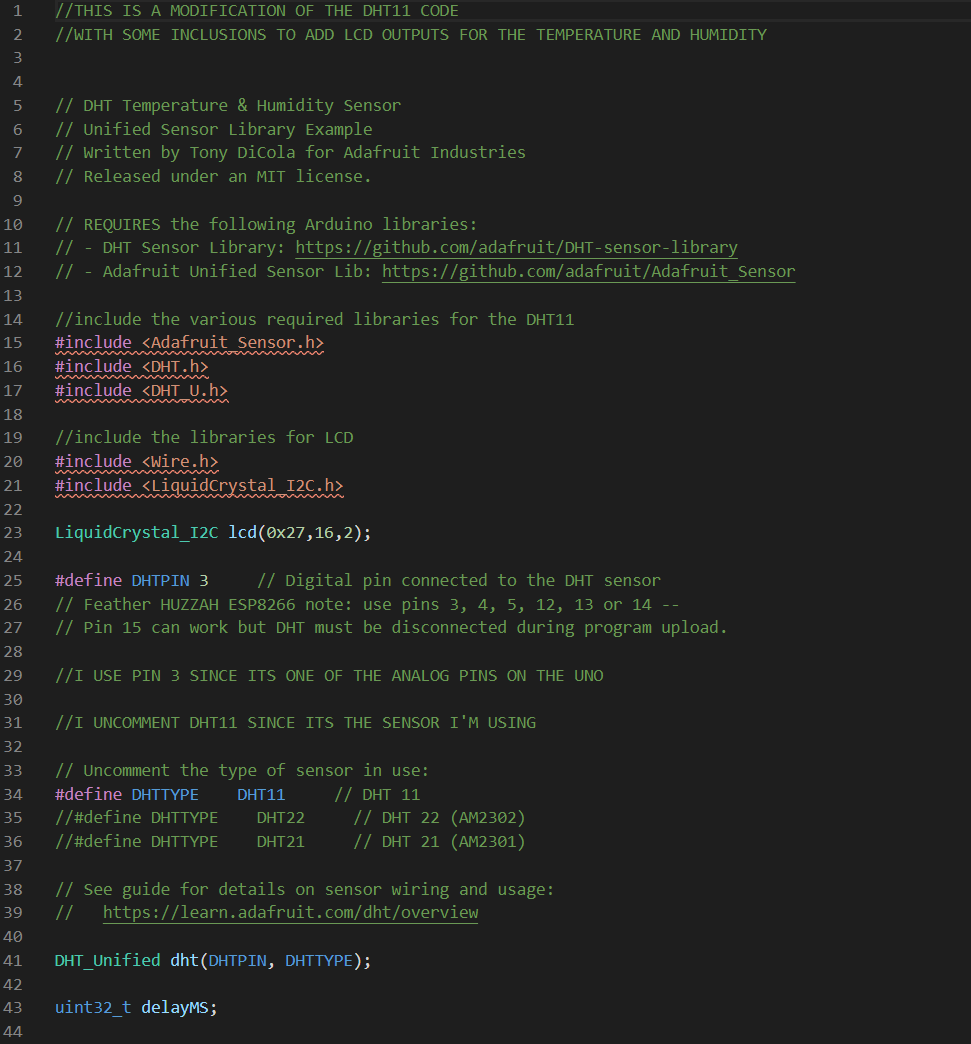 1 //THIS IS A MODIFICATION OF THE DHT11 CODE
2 //WITH SOME INCLUSIONS TO ADD LCD OUTPUTS FOR THE TEMPERATURE AND HUMIDITY
3
4
5 // DHT Temperature & Humidity Sensor
6 // Unified Sensor Library Example
7 // Written by Tony DiCola for Adafruit Industries
8 // Released under an MIT license.
9
10 // REQUIRES the following Arduino libraries:
11 // - DHT Sensor Library: https://github.com/adafruit/DHT-sensor-library
12 // - Adafruit Unified Sensor Lib: https://github.com/adafruit/Adafruit_Sensor
13
14 //include the various required libraries for the DHT11
15 #include <Adafruit_Sensor.h>
16 #include <DHT.h>
17 #include <DHT_U.h>
18
19 //include the libraries for LCD
20 #include <Wire.h>
21 #include <LiquidCrystal_I2C.h>
22
23 LiquidCrystal_I2C lcd(0x27,16,2);
24
25 #define DHTPIN 3     // Digital pin connected to the DHT sensor
26 // Feather HUZZAH ESP8266 note: use pins 3, 4, 5, 12, 13 or 14 --
27 // Pin 15 can work but DHT must be disconnected during program upload.
28
29 //I USE PIN 3 SINCE ITS ONE OF THE ANALOG PINS ON THE UNO
30
31 //I UNCOMMENT DHT11 SINCE ITS THE SENSOR I'M USING
32
33 // Uncomment the type of sensor in use:
34 #define DHTTYPE    DHT11     // DHT 11
35 //#define DHTTYPE    DHT22     // DHT 22 (AM2302)
36 //#define DHTTYPE    DHT21     // DHT 21 (AM2301)
37
38 // See guide for details on sensor wiring and usage:
39 //   https://learn.adafruit.com/dht/overview
40
41 DHT_Unified dht(DHTPIN, DHTTYPE);
42
43 uint32_t delayMS;
44